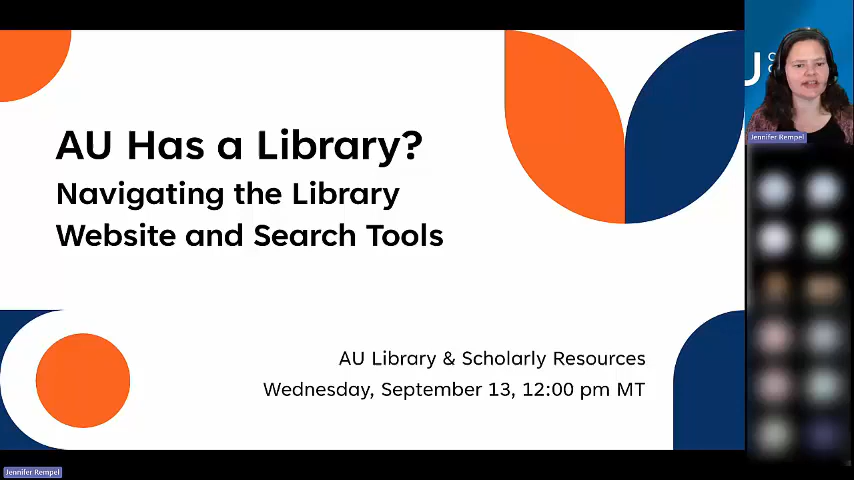 AU Has a Library?
Navigating the Library
Website and Search Tools
AU Library & Scholarly Resources
Wednesday, September 13, 12:00 pm MT
Jennifer Rempel
Jennifer Rempel